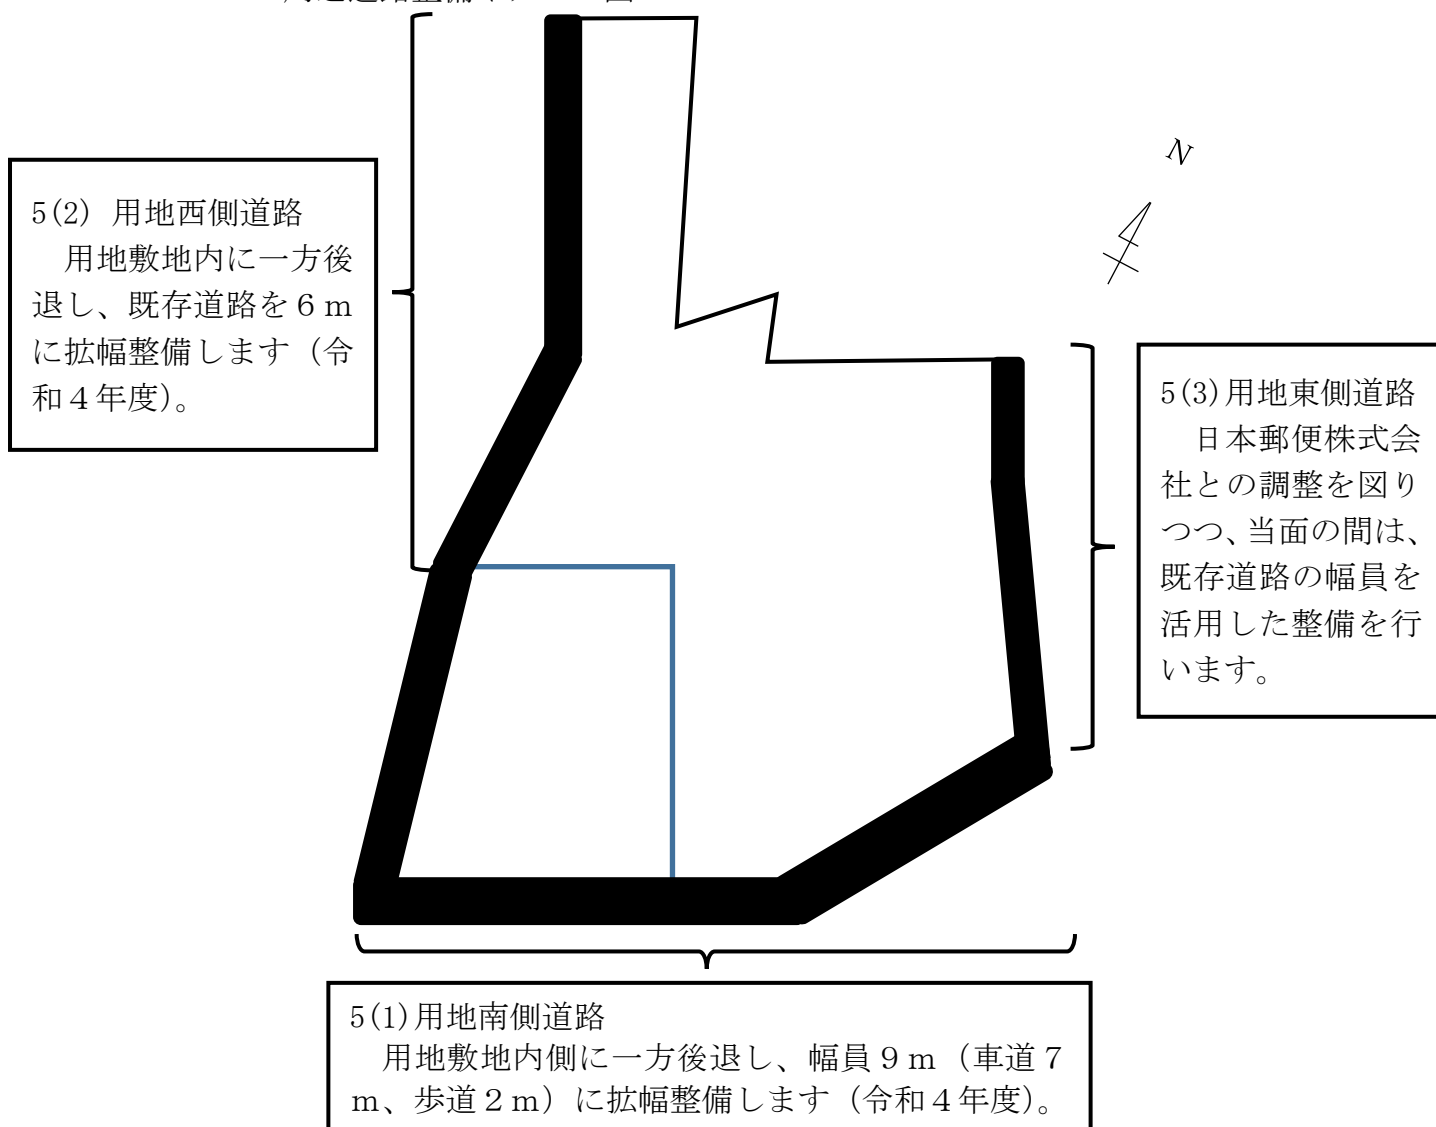 N
5(2) 用地西側道路
用地敷地内に一方後
退し、既存道路を６ｍ
に拡幅整備します（令
和４年度）。
5(3)用地東側道路
日本郵便株式会
社との調整を図り
つつ、当面の間は、
既存道路の幅員を
活用した整備を行
います。
5(1)用地南側道路
用地敷地内側に一方後退し、幅員９ｍ（車道７
ｍ、歩道２ｍ）に拡幅整備します（令和４年度）。